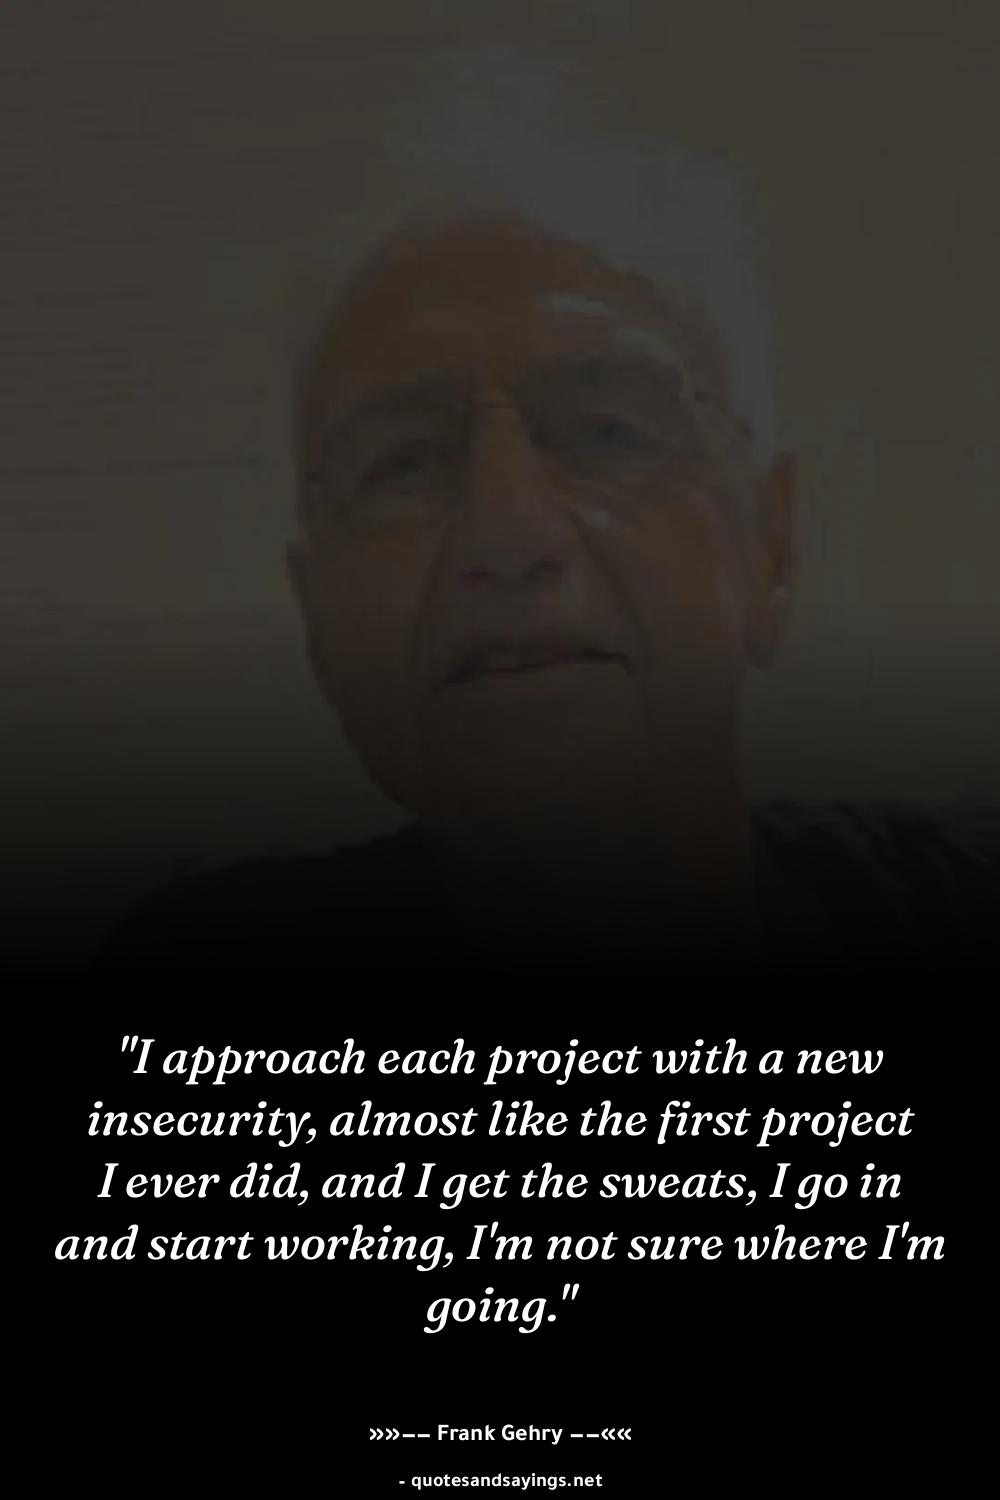 "I approach each project with a new
insecurity, almost like the first project
I ever did, and I get the sweats, I go in
and start working, I'm not sure where I'm
going."
»»−− Frank Gehry −−««
- quotesandsayings.net